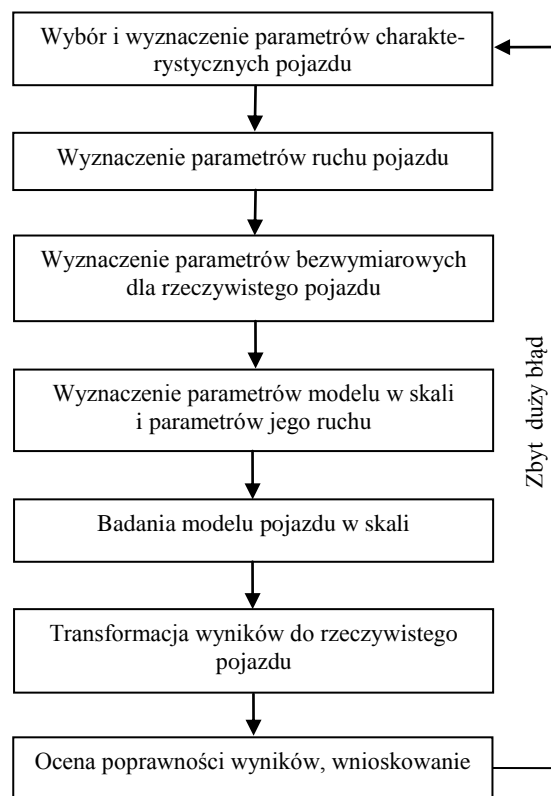 Wybór i wyznaczenie parametrów charakte-
rystycznych pojazdu
Wyznaczenie parametrów ruchu pojazdu
Wyznaczenie parametrów bezwymiarowych
dla rzeczywistego pojazdu
Wyznaczenie parametrów modelu w skali
i parametrów jego ruchu
Badania modelu pojazdu w skali
Transformacja wyników do rzeczywistego
pojazdu
Ocena poprawności wyników, wnioskowanie
Zbyt duży błąd